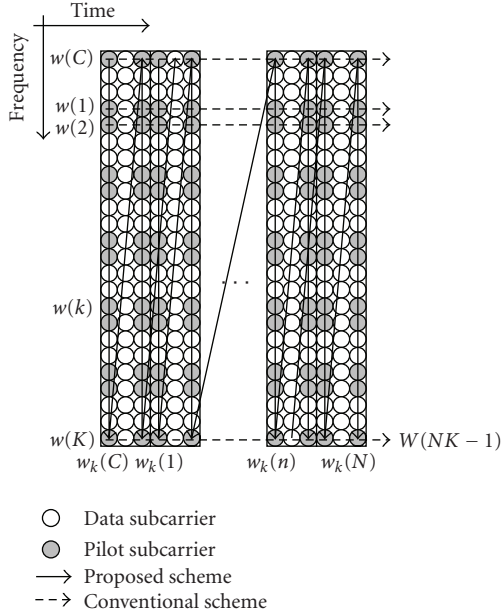 Time
Frequency
w(C)
w(1)
w(2)
w(k)
w(K)
W(NK − 1)
w_k(C) w_k(1) w_k(n) w_k(N)
. . .
Data subcarrier
Pilot subcarrier
Proposed scheme
Conventional scheme